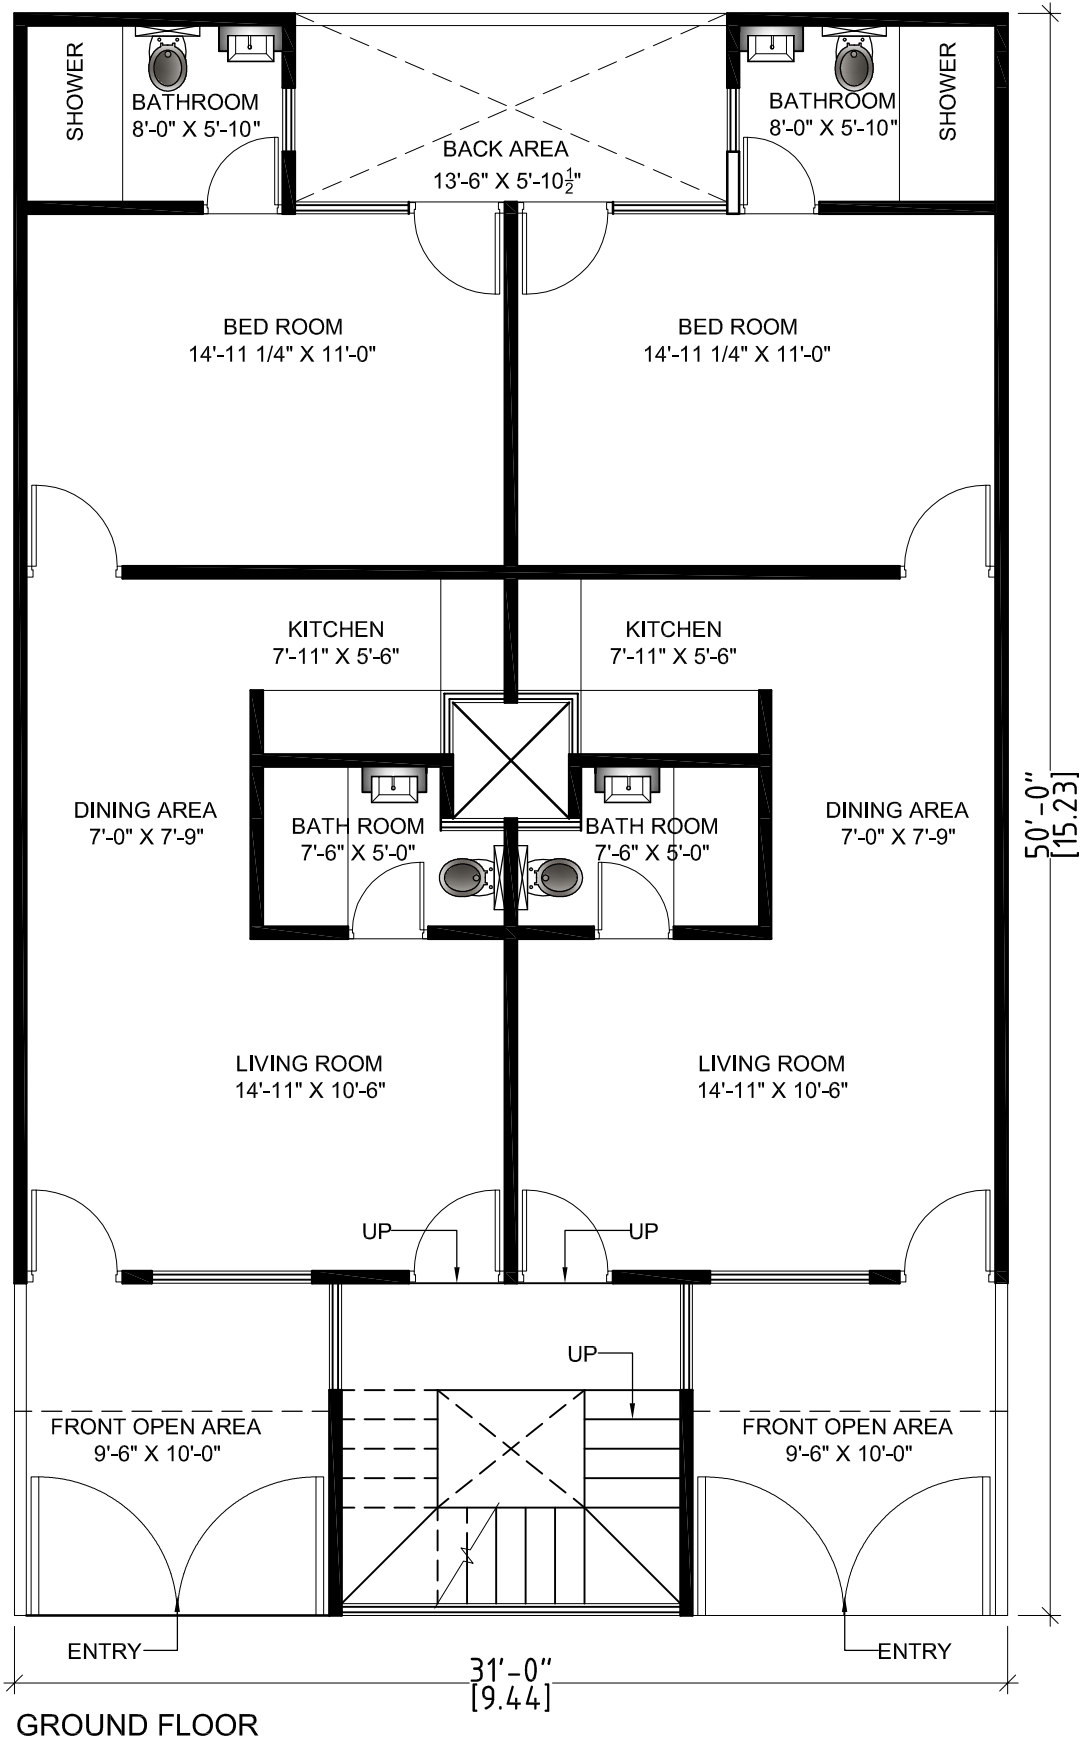 SHOWER
BATHROOM
8'-0" X 5'-10"
BACK AREA
13'-6" X 5'-10½"
BATHROOM
8'-0" X 5'-10"
SHOWER
BED ROOM
14'-11 1/4" X 11'-0"
BED ROOM
14'-11 1/4" X 11'-0"
KITCHEN
7'-11" X 5'-6"
KITCHEN
7'-11" X 5'-6"
DINING AREA
7'-0" X 7'-9"
BATH ROOM
7'-6" X 5'-0"
BATH ROOM
7'-6" X 5'-0"
DINING AREA
7'-0" X 7'-9"
50'-0"
[15.23]
LIVING ROOM
14'-11" X 10'-6"
LIVING ROOM
14'-11" X 10'-6"
UP
UP
UP
FRONT OPEN AREA
9'-6" X 10'-0"
FRONT OPEN AREA
9'-6" X 10'-0"
ENTRY
ENTRY
31'-0"
[9.44]
GROUND FLOOR